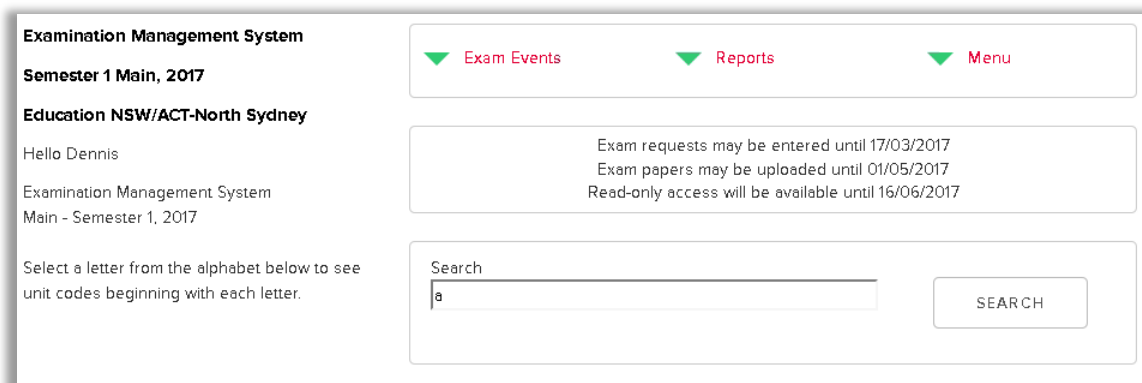 Examination Management System
Semester 1 Main, 2017
Education NSW/ACT-North Sydney
Hello Dennis
Examination Management System
Main - Semester 1, 2017
Select a letter from the alphabet below to see
unit codes beginning with each letter.
Exam Events
Reports
Menu
Exam requests may be entered until 17/03/2017
Exam papers may be uploaded until 01/05/2017
Read-only access will be available until 16/06/2017
Search
a
SEARCH